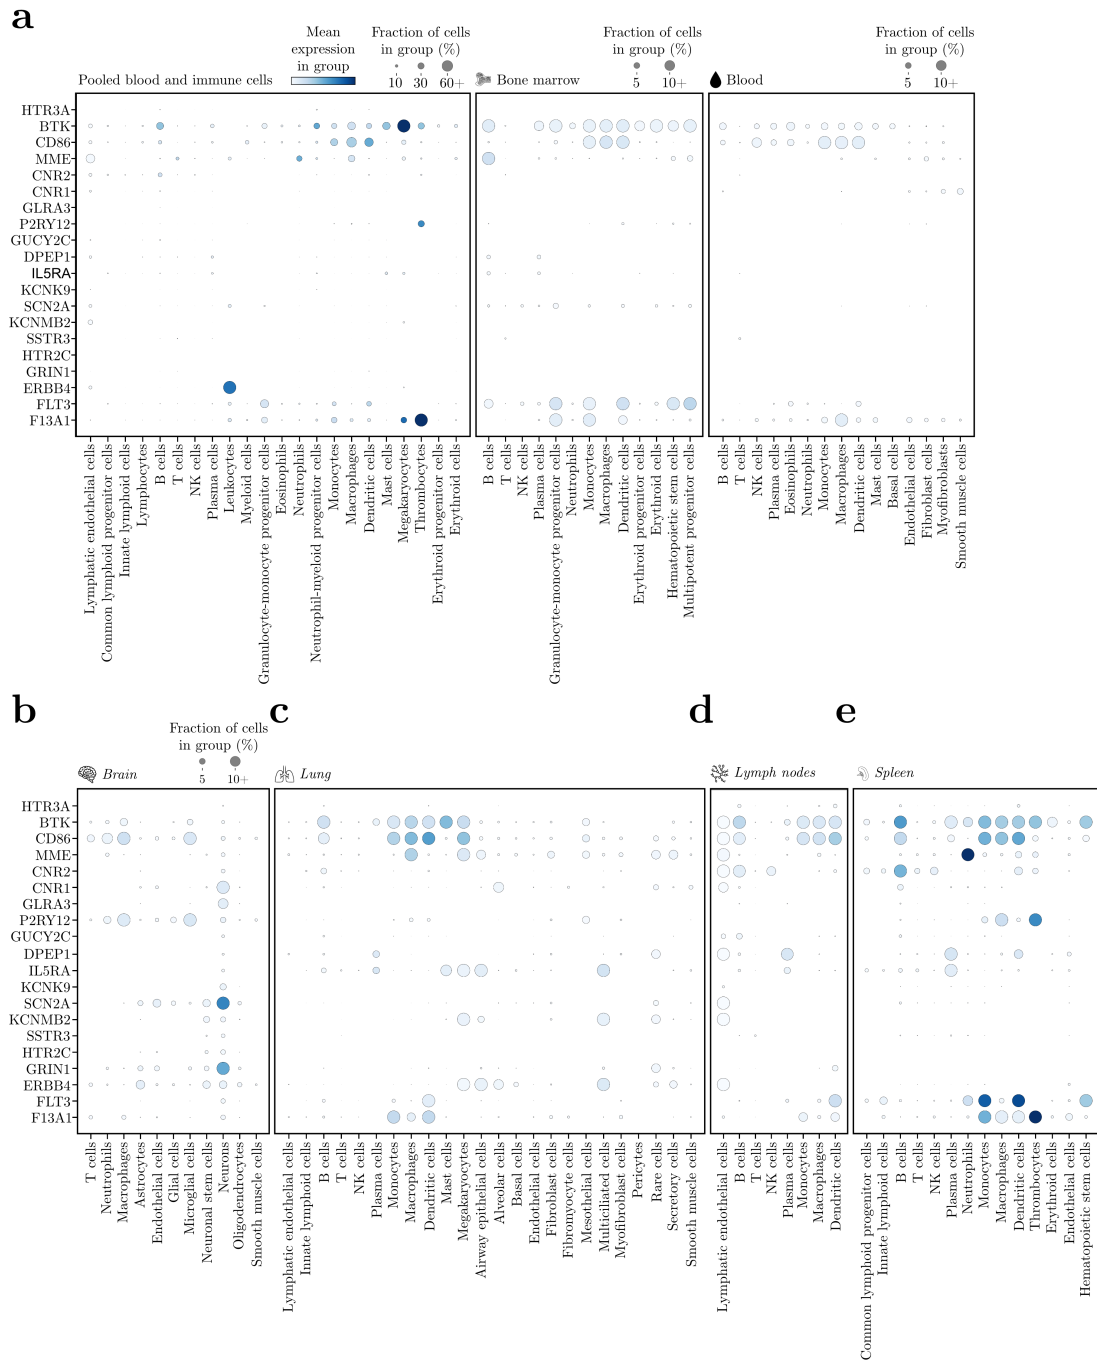 a
Mean
expression
in group
Fraction of cells
in group (%)
10 30 60+
Fraction of cells
in group (%)
5 10+
Fraction of cells
in group (%)
5 10+
Pooled blood and immune cells
Bone marrow
Blood
HTR3A
BTK
CD86
MME
CNR2
CNR1
GLRA3
P2RY12
GUCY2C
DPEP1
IL5RA
KCNK9
SCN2A
KCNMB2
SSTR3
HTR2C
GRIN1
ERBB4
FLT3
F13A1
Lymphatic endothelial cells
Common lymphoid progenitor cells
Innate lymphoid cells
Lymphocytes
B cells
T cells
NK cells
Plasma cells
Leukocytes
Myeloid cells
Granulocyte-monocyte progenitor cells
Eosinophils
Neutrophils
Neutrophil-myeloid progenitor cells
Monocytes
Macrophages
Dendritic cells
Mast cells
Megakaryocytes
Thrombocytes
Erythroid progenitor cells
Erythroid cells
B cells
T cells
NK cells
Plasma cells
Granulocyte-monocyte progenitor cells
Neutrophils
Monocytes
Macrophages
Dendritic cells
Erythroid progenitor cells
Erythroid cells
Hematopoietic stem cells
Multipotent progenitor cells
B cells
T cells
NK cells
Plasma cells
Eosinophils
Neutrophils
Monocytes
Macrophages
Dendritic cells
Mast cells
Basal cells
Endothelial cells
Fibroblast cells
Myofibroblasts
Smooth muscle cells
b
Fraction of cells
in group (%)
5 10+
Brain
c
Lung
d
Lymph nodes
e
Spleen
HTR3A
BTK
CD86
MME
CNR2
CNR1
GLRA3
P2RY12
GUCY2C
DPEP1
IL5RA
KCNK9
SCN2A
KCNMB2
SSTR3
HTR2C
GRIN1
ERBB4
FLT3
F13A1
T cells
Neutrophils
Macrophages
Astrocytes
Endothelial cells
Glial cells
Microglial cells
Neuronal stem cells
Neurons
Oligodendrocytes
Smooth muscle cells
Lymphatic endothelial cells
Innate lymphoid cells
B cells
T cells
NK cells
Plasma cells
Monocytes
Macrophages
Dendritic cells
Mast cells
Megakaryocytes
Airway epithelial cells
Alveolar cells
Basal cells
Endothelial cells
Fibroblast cells
Fibromyocyte cells
Mesothelial cells
Multiciliated cells
Myofibroblast cells
Pericytes
Rare cells
Secretory cells
Smooth muscle cells
Lymphatic endothelial cells
B cells
T cells
NK cells
Plasma cells
Monocytes
Macrophages
Dendritic cells
Common lymphoid progenitor cells
Innate lymphoid cells
B cells
T cells
NK cells
Plasma cells
Neutrophils
Monocytes
Macrophages
Dendritic cells
Thrombocytes
Erythroid cells
Endothelial cells
Hematopoietic stem cells